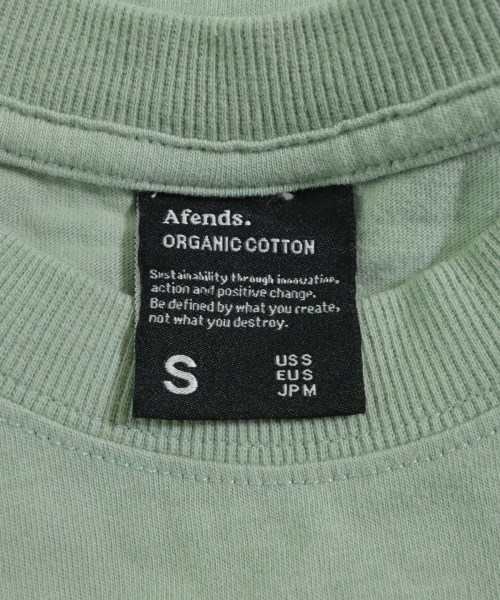 Afends.
ORGANIC COTTON
Sustainability through innovation,
action and positive change.
Be defined by what you create,
not what you destroy.
S
US S
EU S
JP M